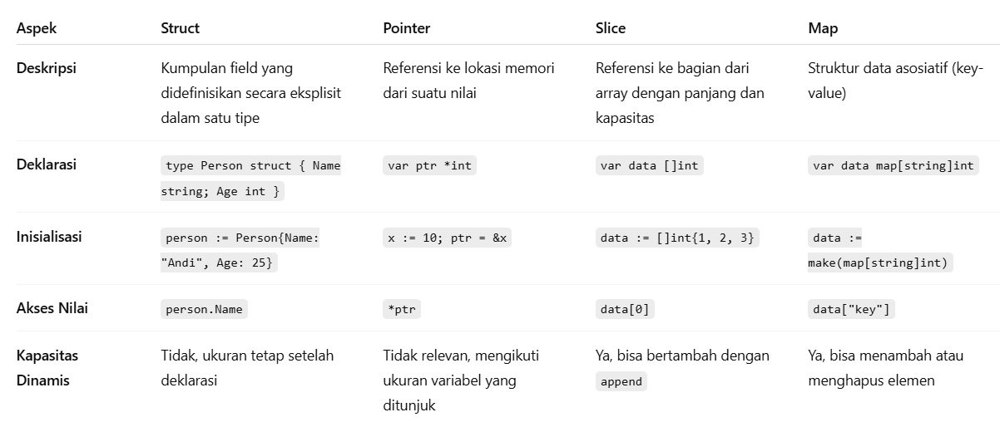 Aspek Struct Pointer Slice Map
Deskripsi Kumpulan field yang Referensi ke lokasi memori Referensi ke bagian dari Struktur data asosiatif (key-
didefinisikan secara eksplisit dari suatu nilai array dengan panjang dan value)
dalam satu tipe kapasitas
Deklarasi type Person struct { Name var ptr *int var data []int var data map[string]int
string; Age int }
Inisialisasi person := Person{Name: x := 10; ptr = &x data := []int{1, 2, 3} data :=
"Andi", Age: 25} make(map[string]int)
Akses Nilai person.Name *ptr data[0] data["key"]
Kapasitas Tidak, ukuran tetap setelah Tidak relevan, mengikuti Ya, bisa bertambah dengan Ya, bisa menambah atau
Dinamis deklarasi ukuran variabel yang append menghapus elemen
ditunjuk